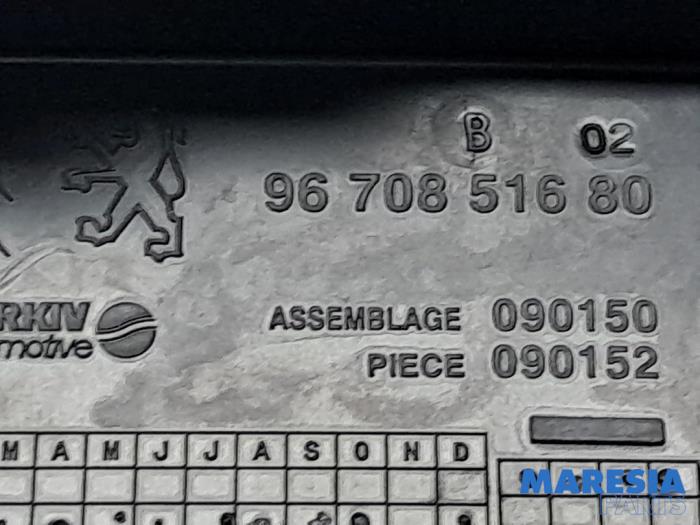 B 02
96 708 516 80
RKIV
motive
ASSEMBLAGE 090150
PIECE 090152
M A M J J A S O N D
MARESIA
PARTS